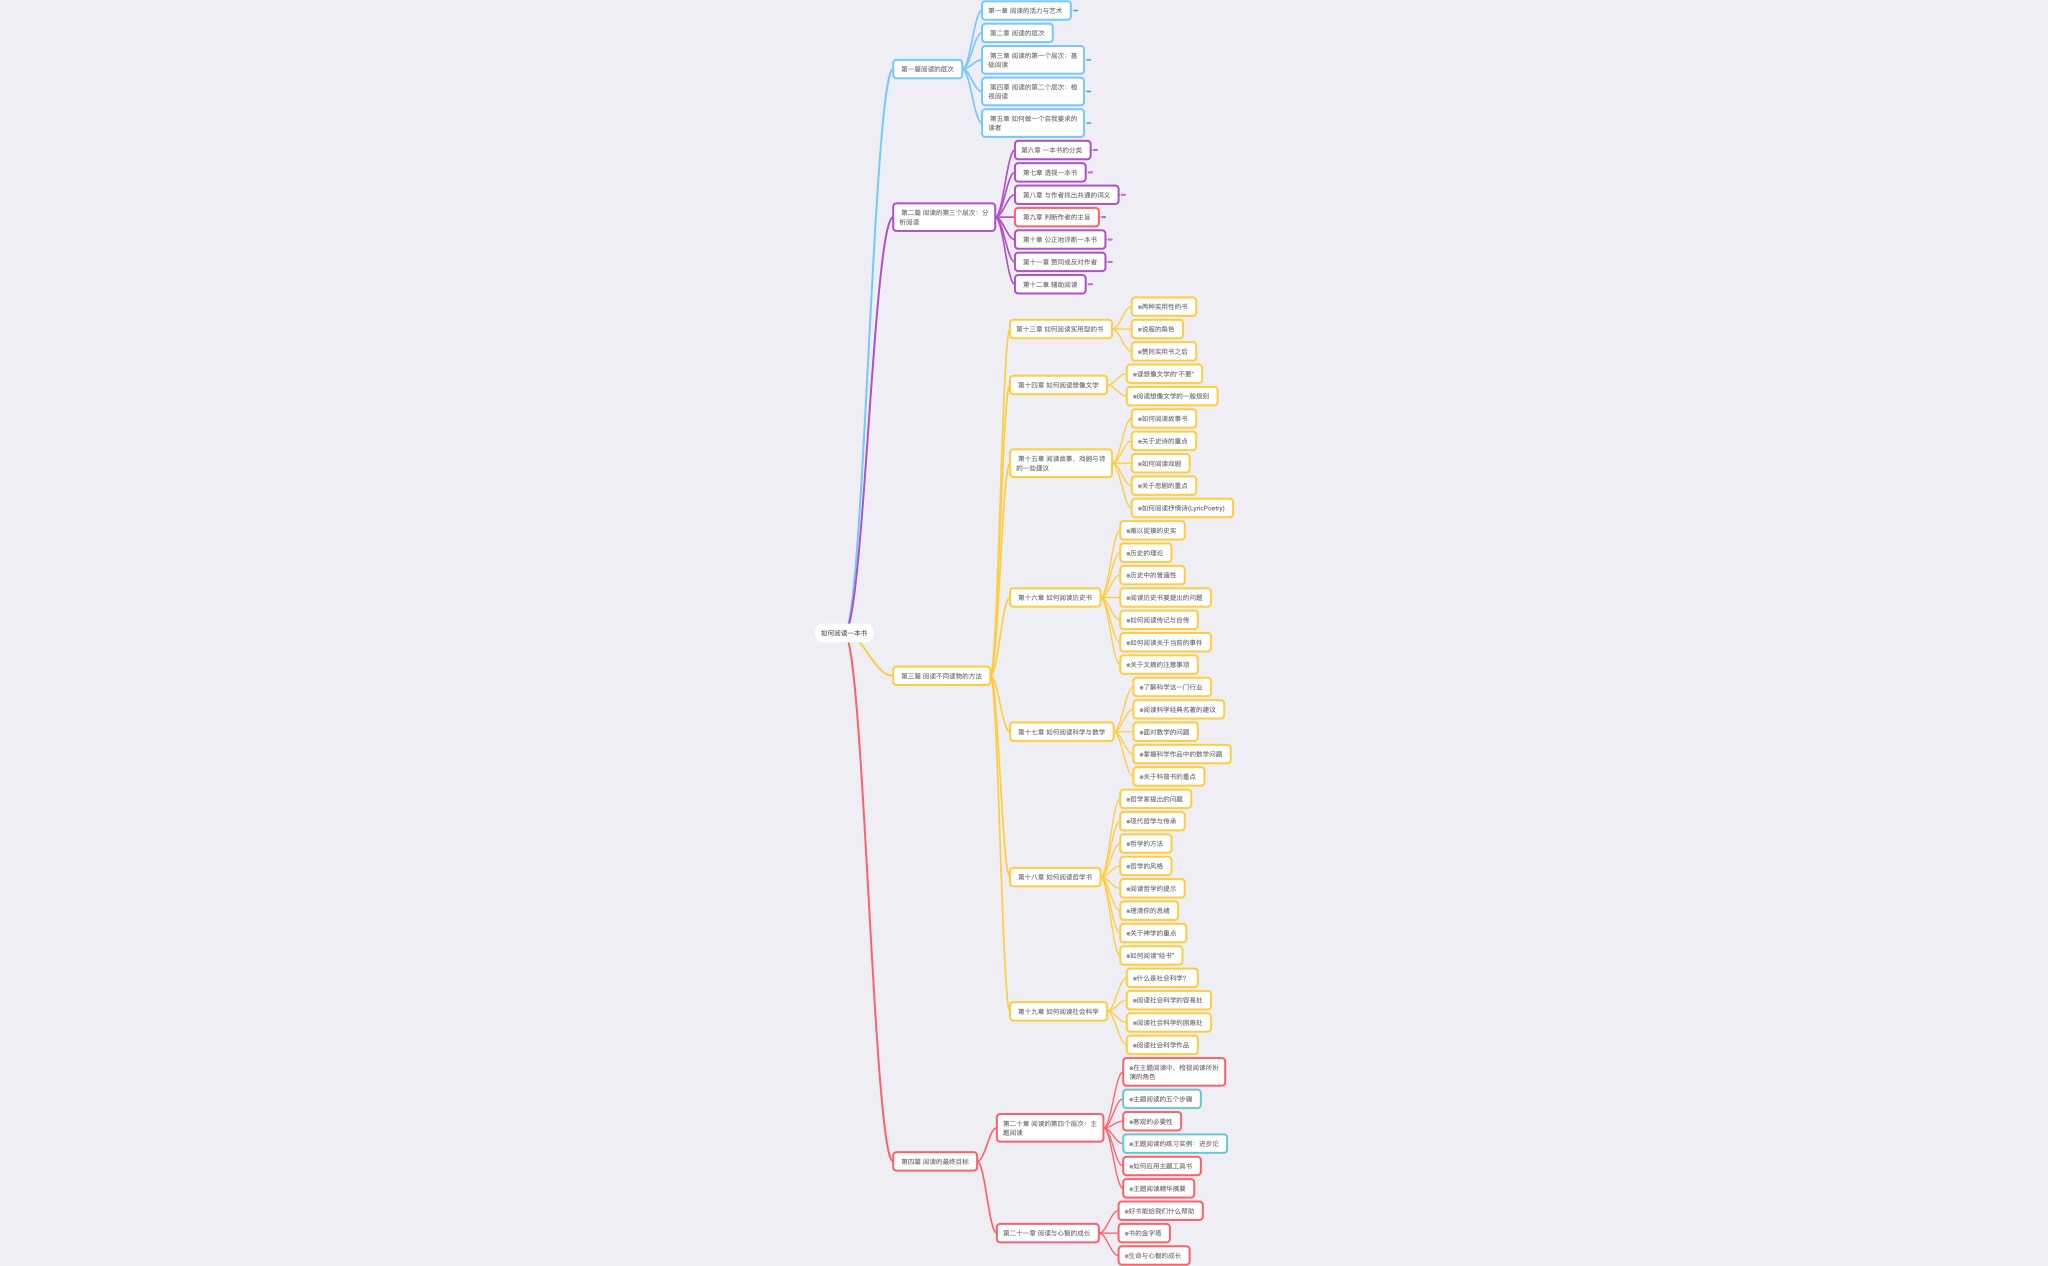 如何阅读一本书
第一篇阅读的层次
第一章 阅读的活力与艺术
第二章 阅读的层次
第三章 阅读的第一个层次：基
础阅读
第四章 阅读的第二个层次：检
视阅读
第五章 如何做一个自我要求的
读者
第二篇 阅读的第三个层次：分
析阅读
第六章 一本书的分类
第七章 透视一本书
第八章 与作者找出共通的词义
第九章 判断作者的主旨
第十章 公正地评断一本书
第十一章 赞同或反对作者
第十二章 辅助阅读
第三篇 阅读不同读物的方法
第十三章 如何阅读实用型的书
※两种实用性的书
※说服的角色
※赞同实用书之后
第十四章 如何阅读想像文学
※读想像文学的“不要”
※阅读想像文学的一般规则
第十五章 阅读故事、戏剧与诗
的一些建议
※如何阅读故事书
※关于史诗的重点
※如何阅读戏剧
※关于悲剧的重点
※如何阅读抒情诗(LyricPoetry)
第十六章 如何阅读历史书
※难以捉摸的史实
※历史的理论
※历史中的普遍性
※阅读历史书要提出的问题
※如何阅读传记与自传
※如何阅读关于当前的事件
※关于文摘的注意事项
第十七章 如何阅读科学与数学
※了解科学这一门行业
※阅读科学经典名著的建议
※面对数学的问题
※掌握科学作品中的数学问题
※关于科普书的重点
第十八章 如何阅读哲学书
※哲学家提出的问题
※现代哲学与传承
※哲学的方法
※哲学的风格
※阅读哲学的提示
※理清你的思绪
※关于神学的重点
※如何阅读“经书”
第十九章 如何阅读社会科学
※什么是社会科学？
※阅读社会科学的容易处
※阅读社会科学的困难处
※阅读社会科学作品
第四篇 阅读的最终目标
第二十章 阅读的第四个层次：主
题阅读
※在主题阅读中，检视阅读所扮
演的角色
※主题阅读的五个步骤
※客观的必要性
※主题阅读的练习实例：进步论
※如何应用主题工具书
※主题阅读精华摘要
第二十一章 阅读与心智的成长
※好书能给我们什么帮助
※书的金字塔
※生命与心智的成长